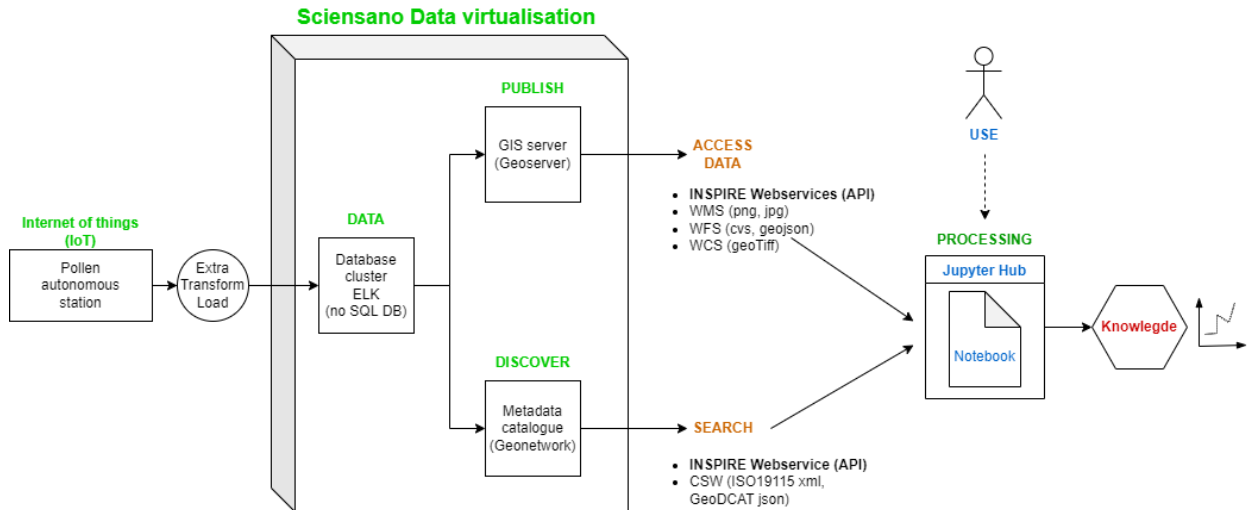 Sciensano Data virtualisation
Internet of things
(IoT)
Pollen
autonomous
station
Extra
Transform
Load
DATA
Database
cluster
ELK
(no SQL DB)
PUBLISH
GIS server
(Geoserver)
DISCOVER
Metadata
catalogue
(Geonetwork)
ACCESS
DATA
• INSPIRE Webservices (API)
• WMS (png, jpg)
• WFS (cvs, geojson)
• WCS (geoTiff)
SEARCH
• INSPIRE Webservice (API)
• CSW (ISO19115 xml,
GeoDCAT json)
USE
PROCESSING
Jupyter Hub
Notebook
Knowlegde